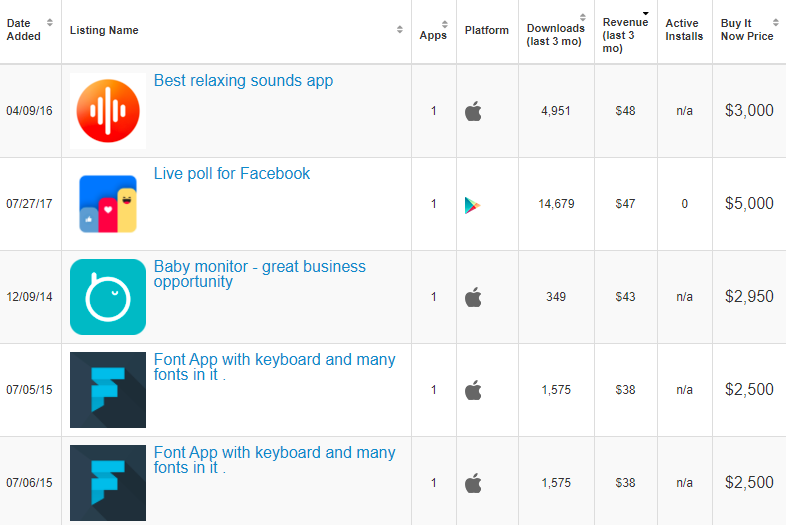 Date Added Listing Name Apps Platform Downloads (last 3 mo) Revenue (last 3 mo) Active Installs Buy It Now Price
04/09/16 Best relaxing sounds app 1 4,951 $48 n/a $3,000
07/27/17 Live poll for Facebook 1 14,679 $47 0 $5,000
12/09/14 Baby monitor - great business opportunity 1 349 $43 n/a $2,950
07/05/15 Font App with keyboard and many fonts in it . 1 1,575 $38 n/a $2,500
07/06/15 Font App with keyboard and many fonts in it . 1 1,575 $38 n/a $2,500